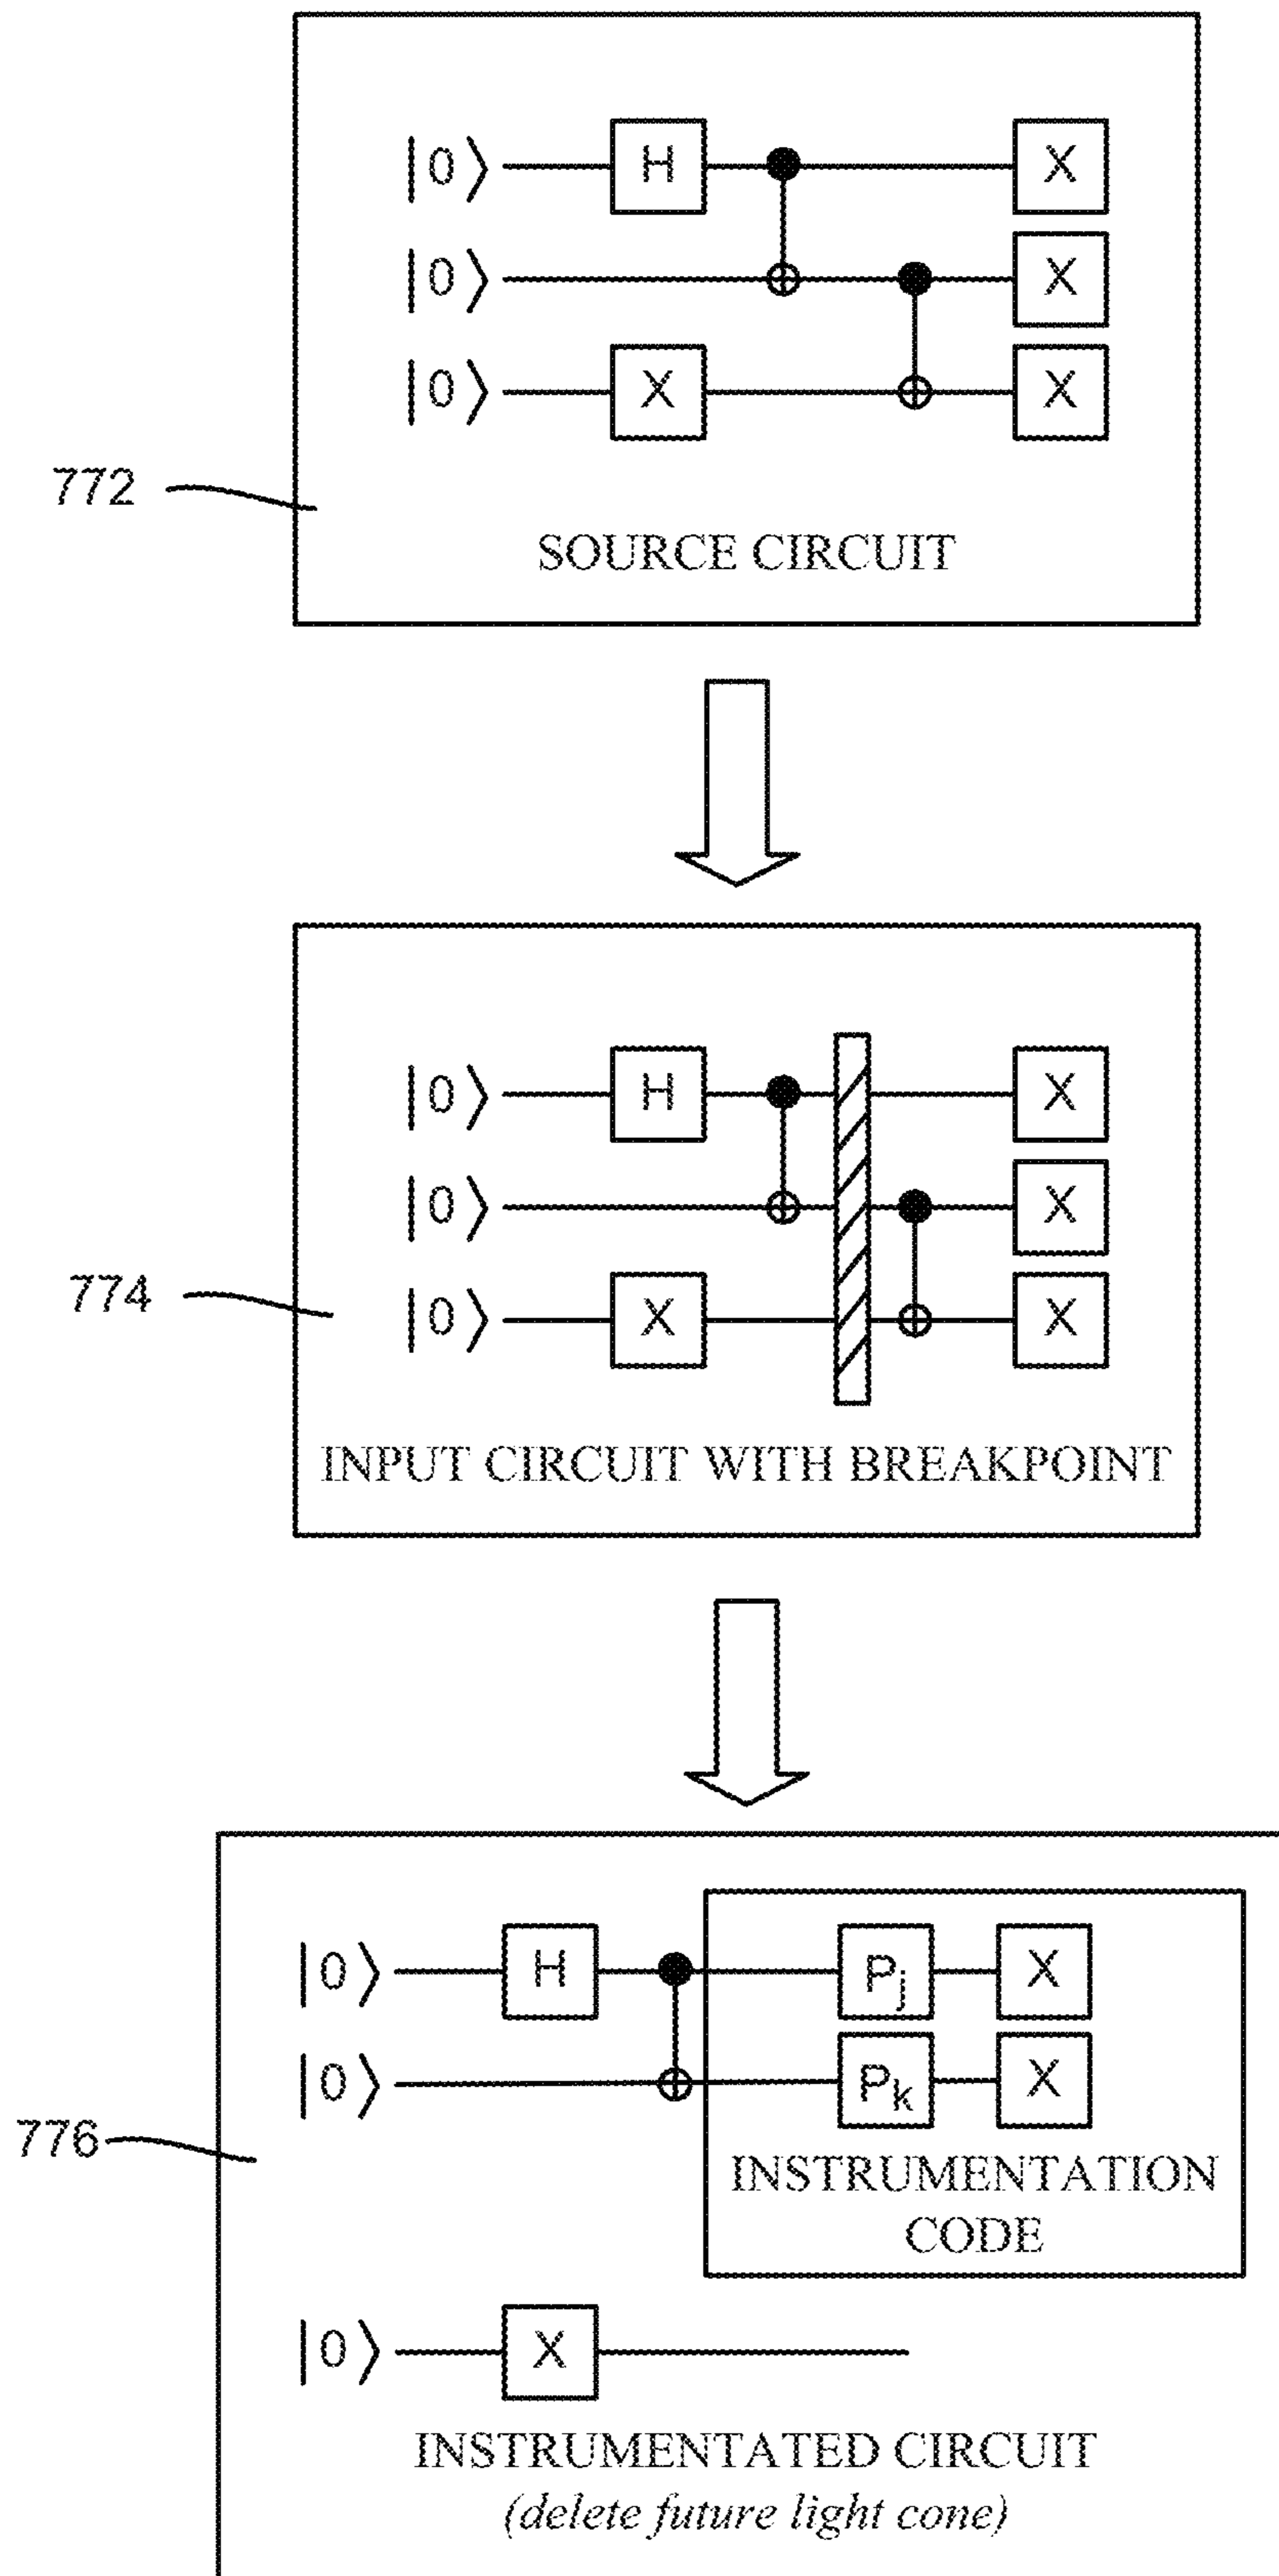 |0⟩ H X
|0⟩ X
|0⟩ X X
772
SOURCE CIRCUIT
|0⟩ H X
|0⟩ X
774 |0⟩ X X
INPUT CIRCUIT WITH BREAKPOINT
|0⟩ H Pj X
|0⟩ Pk X
776
INSTRUMENTATION
CODE
|0⟩ X
INSTRUMENTATED CIRCUIT
(delete future light cone)